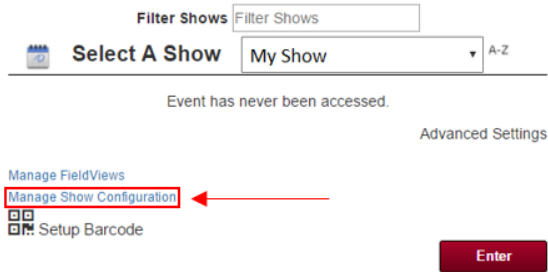 Filter Shows Filter Shows
Select A Show My Show A-Z
Event has never been accessed.
Advanced Settings
Manage FieldViews
Manage Show Configuration
Setup Barcode
Enter